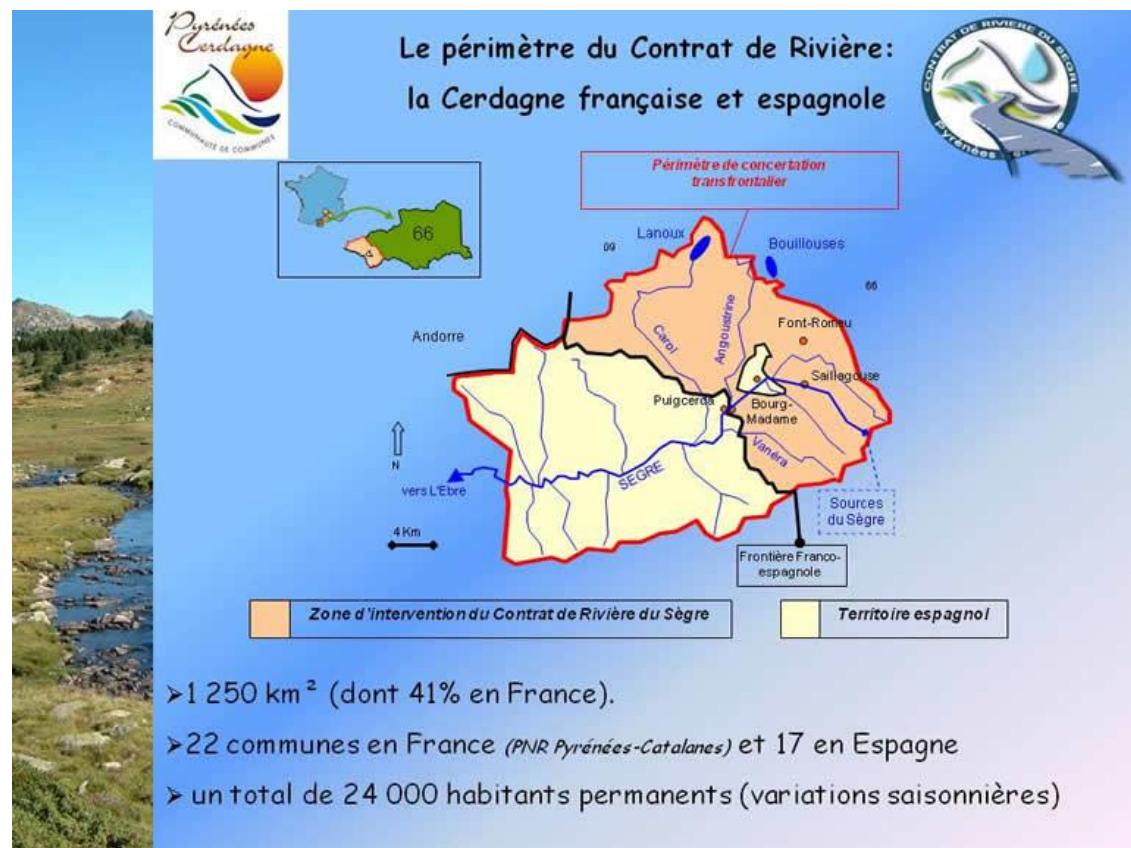 Pyrénées
Cerdagne
COMMUNAUTÉ DE COMMUNES
Le périmètre du Contrat de Rivière:
la Cerdagne française et espagnole
CONTRAT DE RIVIERE DU SÈGRE
Périmètre de concertation
transfrontalier
66
Lanoux
09
Bouillouses
66
Andorre
Carol
Angoustrine
Font-Romeu
Saillagouse
Puigcerda
Bourg-
Madame
Vanéra
N
SEGRE
vers L'Ebre
Sources
du Sègre
4 Km
Frontière Franco-
espagnole
Zone d'intervention du Contrat de Rivière du Sègre
Territoire espagnol
➢1 250 km² (dont 41% en France).
➢22 communes en France (PNR Pyrénées-Catalanes) et 17 en Espagne
➢ un total de 24 000 habitants permanents (variations saisonnières)